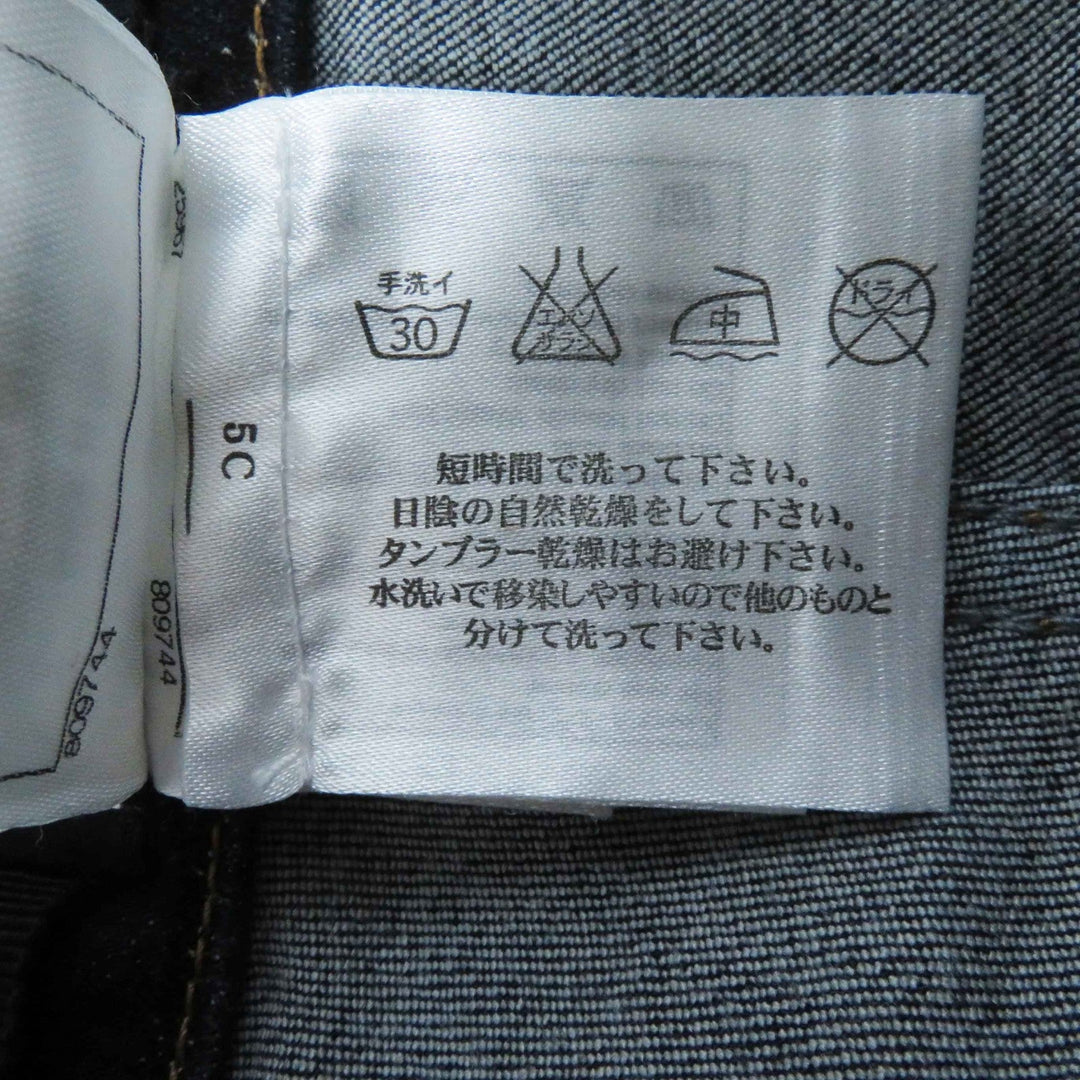 手洗イ
30
エンソ
サラシ
中
ドライ
短時間で洗って下さい。
日陰の自然乾燥をして下さい。
タンブラー乾燥はお避け下さい。
水洗いで移染しやすいので他のものと
分けて洗って下さい。
5C
809744
809744